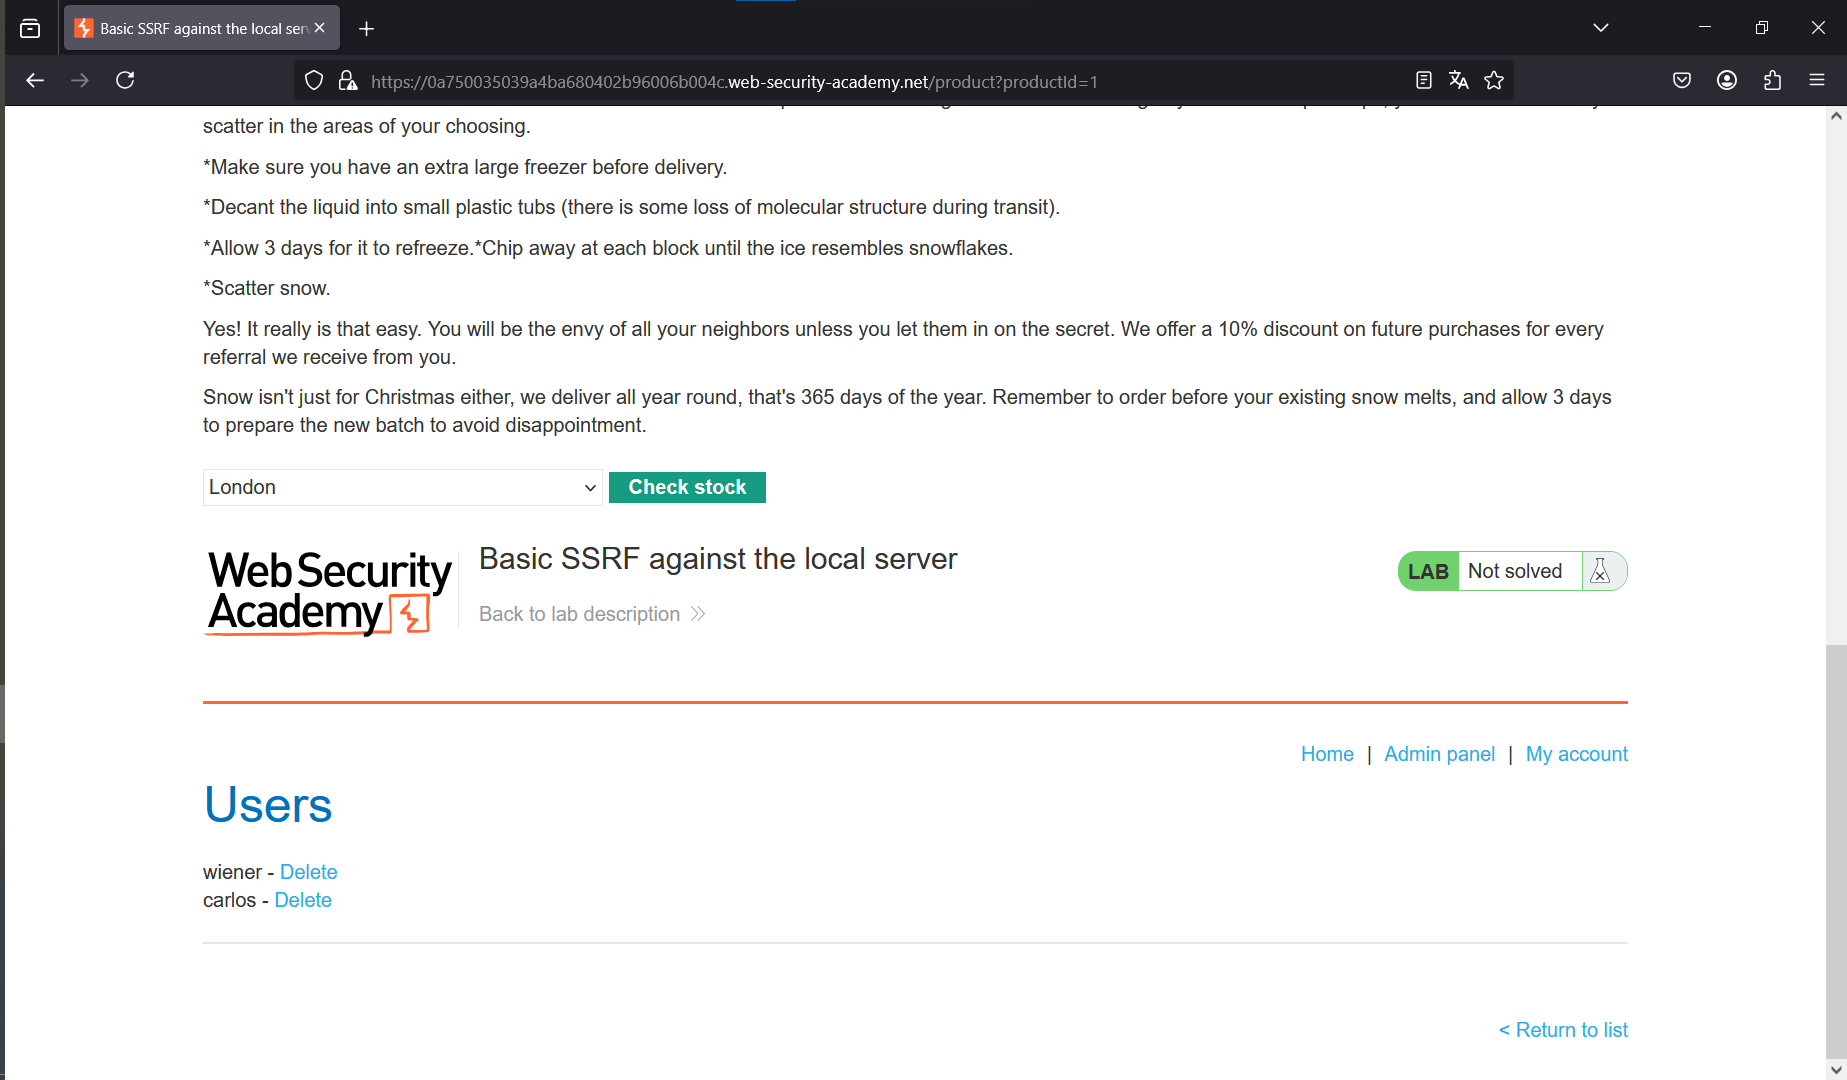 Basic SSRF against the local ser
https://0a750035039a4ba680402b96006b004c.web-security-academy.net/product?productId=1
scatter in the areas of your choosing.
*Make sure you have an extra large freezer before delivery.
*Decant the liquid into small plastic tubs (there is some loss of molecular structure during transit).
*Allow 3 days for it to refreeze.*Chip away at each block until the ice resembles snowflakes.
*Scatter snow.
Yes! It really is that easy. You will be the envy of all your neighbors unless you let them in on the secret. We offer a 10% discount on future purchases for every
referral we receive from you.
Snow isn't just for Christmas either, we deliver all year round, that's 365 days of the year. Remember to order before your existing snow melts, and allow 3 days
to prepare the new batch to avoid disappointment.
London
Check stock
Web Security
Academy
Basic SSRF against the local server
Back to lab description
LAB Not solved
Home | Admin panel | My account
Users
wiener - Delete
carlos - Delete
< Return to list